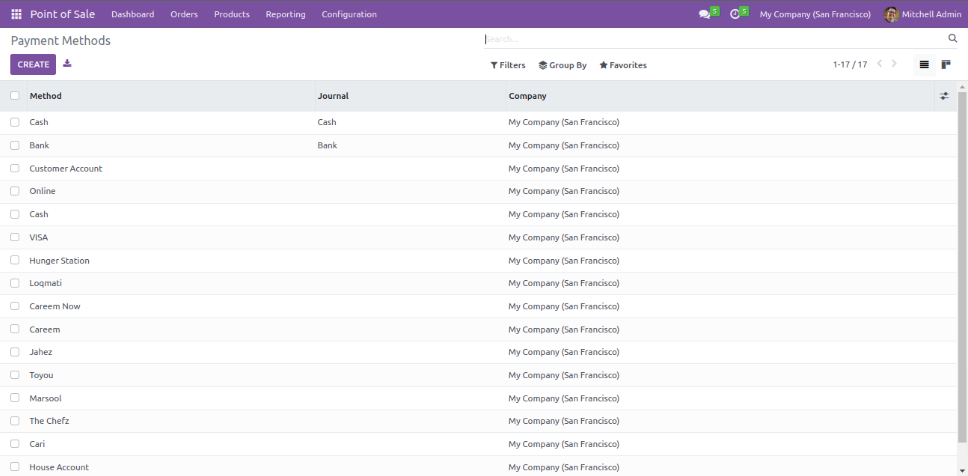 Point of Sale Dashboard Orders Products Reporting Configuration 5 5 My Company (San Francisco) Mitchell Admin
Payment Methods Search...
CREATE Filters Group By Favorites 1-17 / 17
Method Journal Company
Cash Cash My Company (San Francisco)
Bank Bank My Company (San Francisco)
Customer Account My Company (San Francisco)
Online My Company (San Francisco)
Cash My Company (San Francisco)
VISA My Company (San Francisco)
Hunger Station My Company (San Francisco)
Loqmati My Company (San Francisco)
Careem Now My Company (San Francisco)
Careem My Company (San Francisco)
Jahez My Company (San Francisco)
Toyou My Company (San Francisco)
Marsool My Company (San Francisco)
The Chefz My Company (San Francisco)
Cari My Company (San Francisco)
House Account My Company (San Francisco)